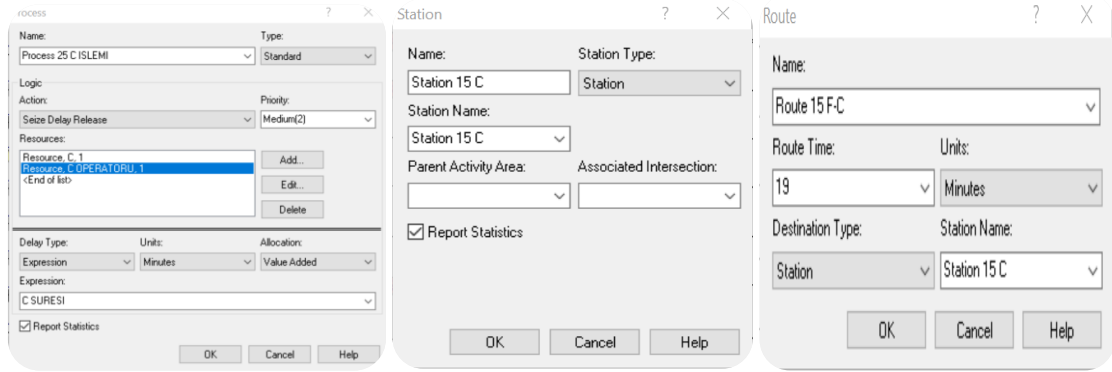 rocess ? ×
Name: Type:
Process 25 C ISLEMI Standard
Logic
Action: Priority:
Seize Delay Release Medium(2)
Resources:
Resource, C, 1 Add...
Resource, C OPERATORU, 1
<End of list> Edit...
Delete
Delay Type: Units: Allocation:
Expression Minutes Value Added
Expression:
C SURESI
Report Statistics
OK Cancel Help
Station ? ×
Name: Station Type:
Station 15 C Station
Station Name:
Station 15 C
Parent Activity Area: Associated Intersection:
Report Statistics
OK Cancel Help
Route ? ×
Name:
Route 15 F-C
Route Time: Units:
19 Minutes
Destination Type: Station Name:
Station Station 15 C
OK Cancel Help